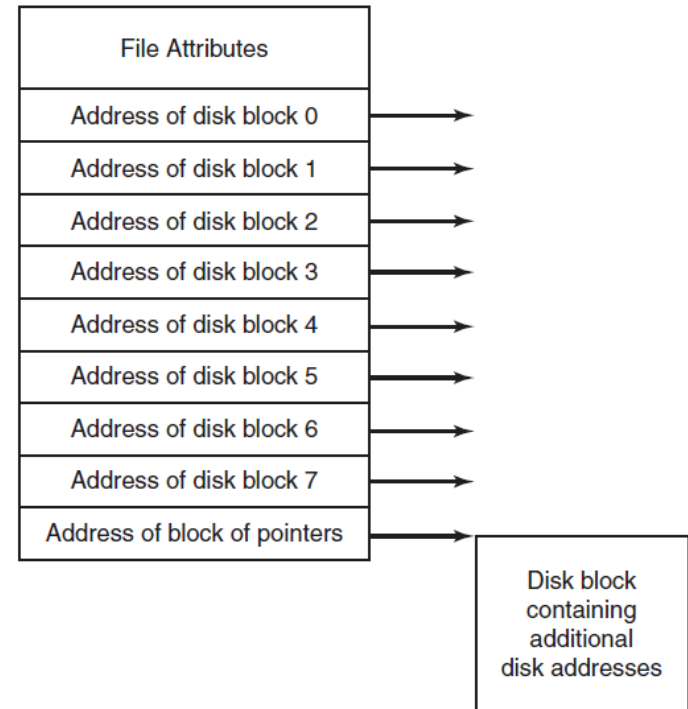 File Attributes
Address of disk block 0
Address of disk block 1
Address of disk block 2
Address of disk block 3
Address of disk block 4
Address of disk block 5
Address of disk block 6
Address of disk block 7
Address of block of pointers
Disk block
containing
additional
disk addresses